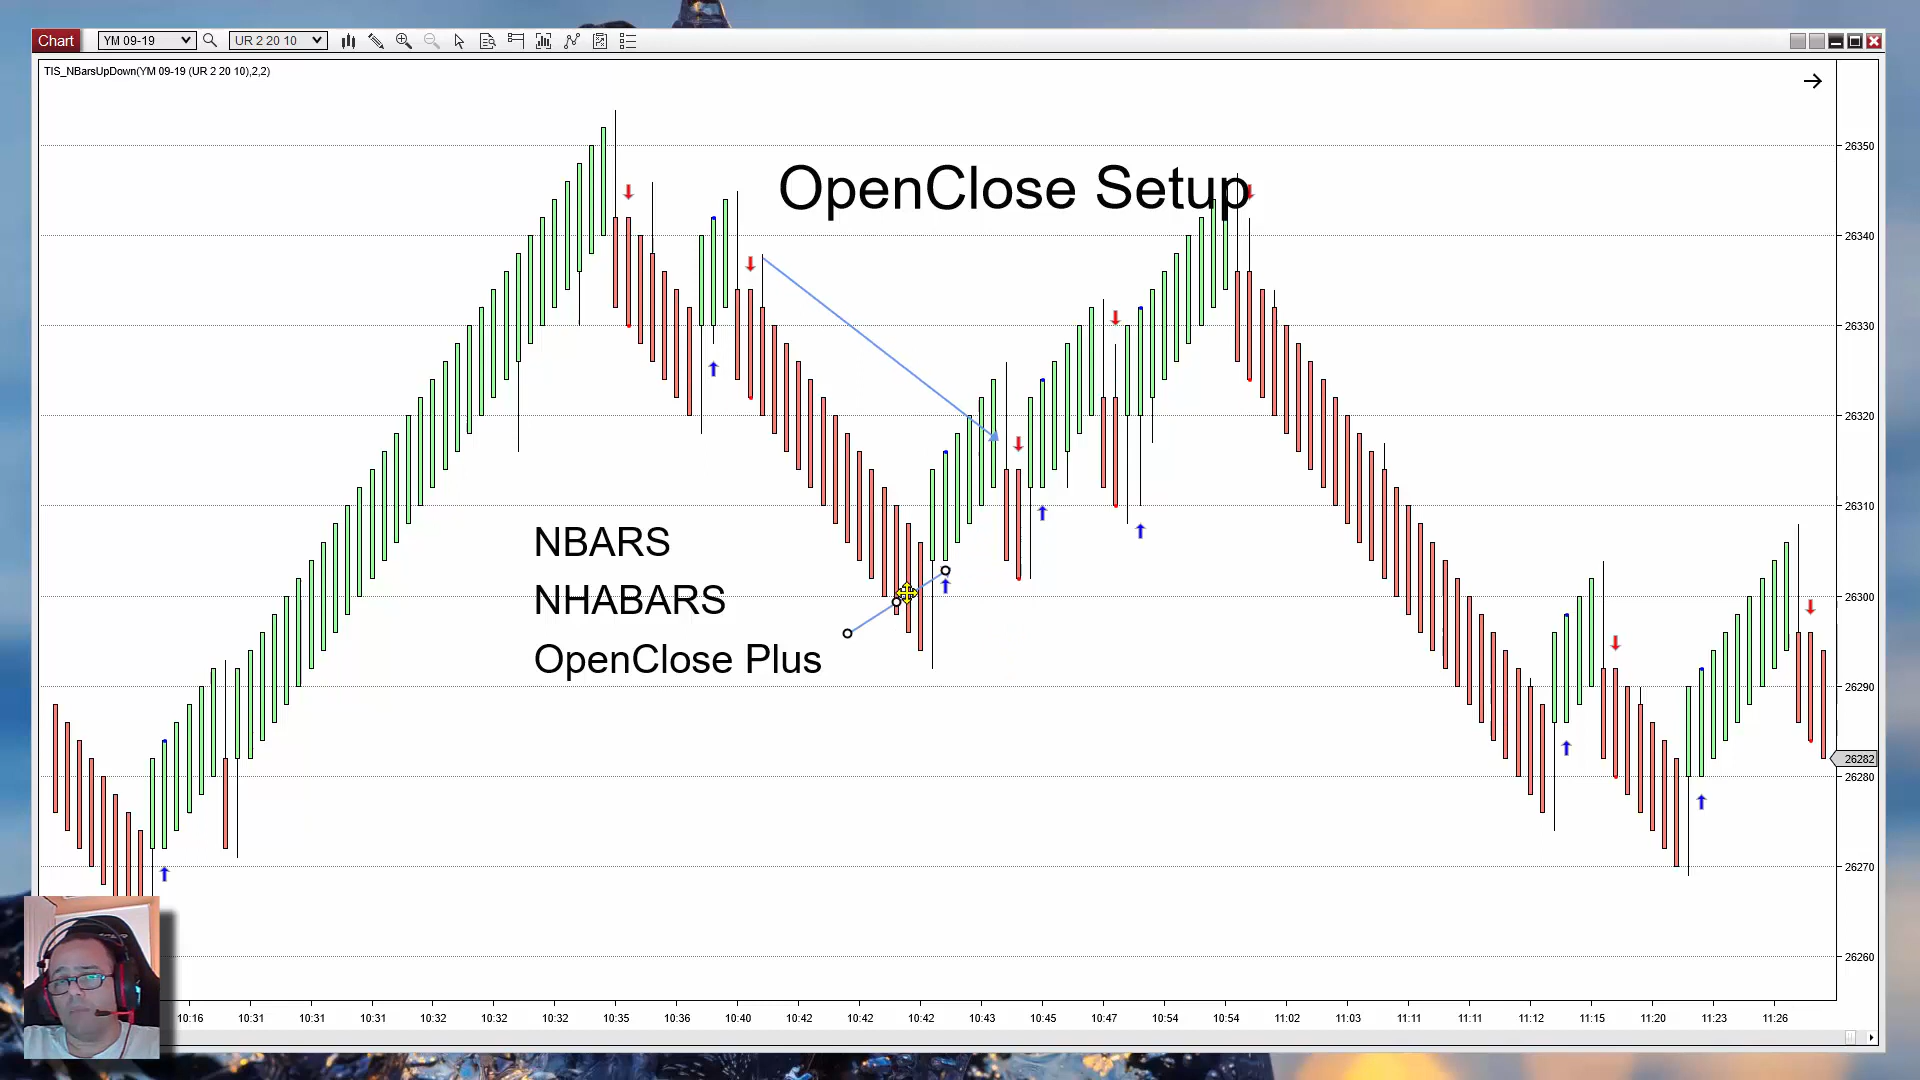 Chart YM 09-19 UR 2 20 10
TIS_NBarsUpDown(YM 09-19 (UR 2 20 10),2,2)
OpenClose Setup
26350
26340
26330
26320
26310
NBARS
NHABARS
26300
OpenClose Plus
26290
26282
26280
26270
26260
10:16 10:31 10:31 10:31 10:32 10:32 10:32 10:35 10:36 10:40 10:42 10:42 10:42 10:43 10:45 10:47 10:54 10:54 11:02 11:03 11:11 11:11 11:12 11:15 11:20 11:23 11:26